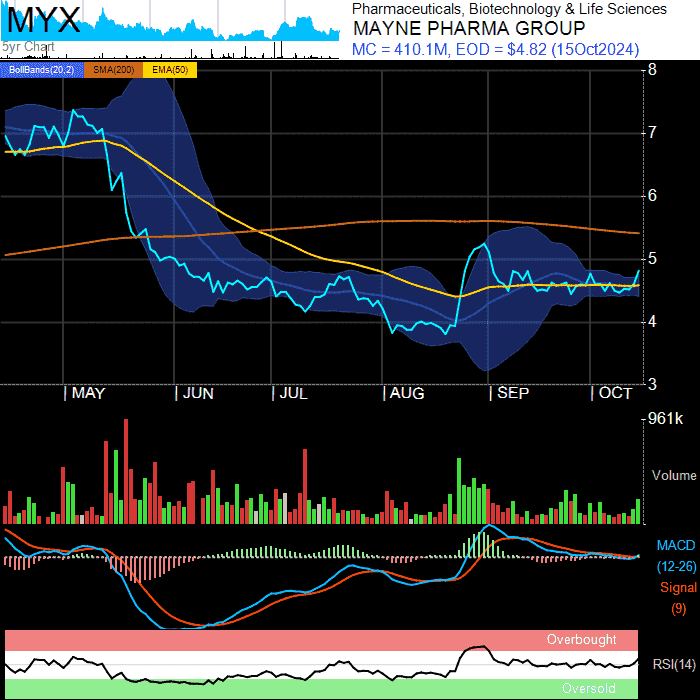 MYX
5yr Chart
Pharmaceuticals, Biotechnology & Life Sciences
MAYNE PHARMA GROUP
MC = 410.1M, EOD = $4.82 (15Oct2024)
BollBands(20,2) SMA(200) EMA(50)
8
7
6
5
4
3
MAY JUN JUL AUG SEP OCT
961k
Volume
MACD
(12-26)
Signal
(9)
Overbought
RSI(14)
Oversold